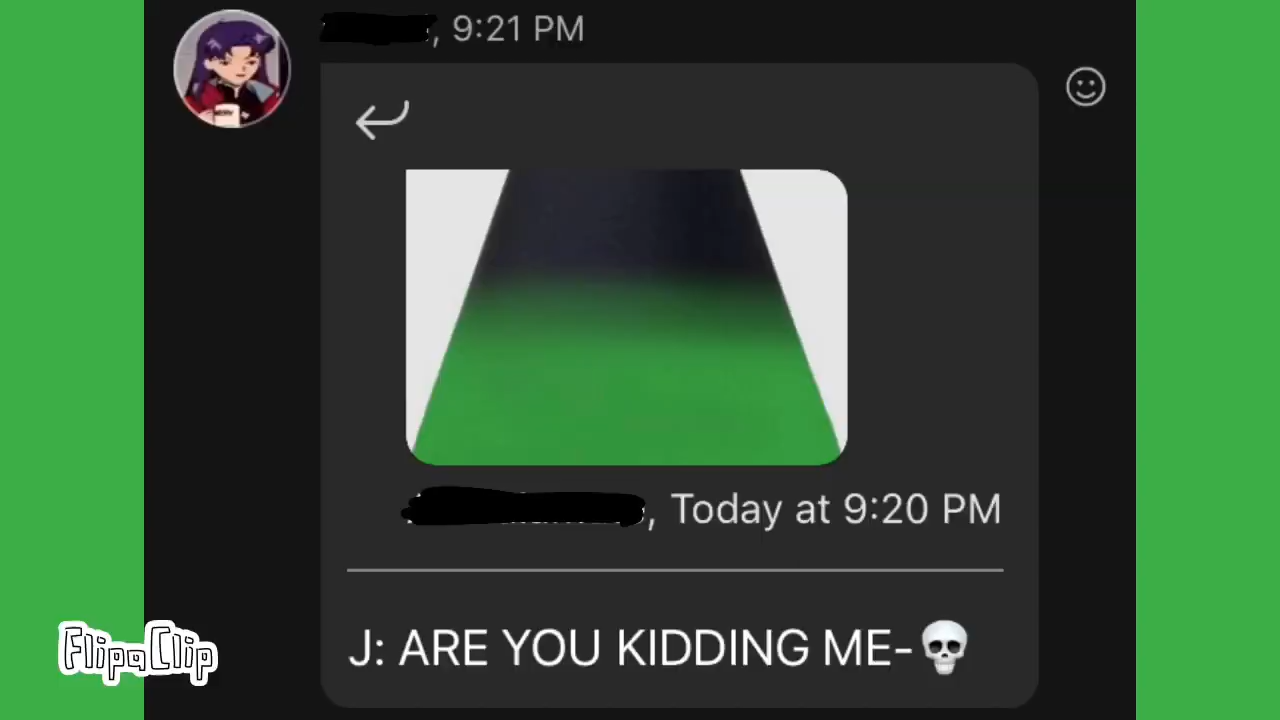 , 9:21 PM
, Today at 9:20 PM
J: ARE YOU KIDDING ME-💀
FlipaClip